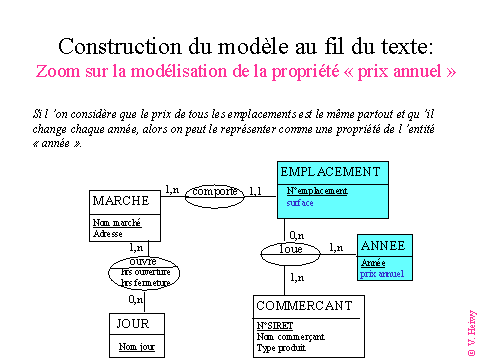 Construction du modèle au fil du texte:
Zoom sur la modélisation de la propriété « prix annuel »
Si l ’on considère que le prix de tous les emplacements est le même partout et qu ’il
change chaque année, alors on peut le représenter comme une propriété de l ’entité
« année ».
EMPLACEMENT
N°emplacement
surface
MARCHE
Nom marché
Adresse
1,n
comporte
1,1
0,n
loue
1,n
1,n
ANNEE
Année
prix annuel
1,n
ouvre
hrs ouverture
hrs fermeture
0,n
JOUR
Nom jour
COMMERCANT
N°SIRET
Nom commerçant
Type produit
© V. Heiwy